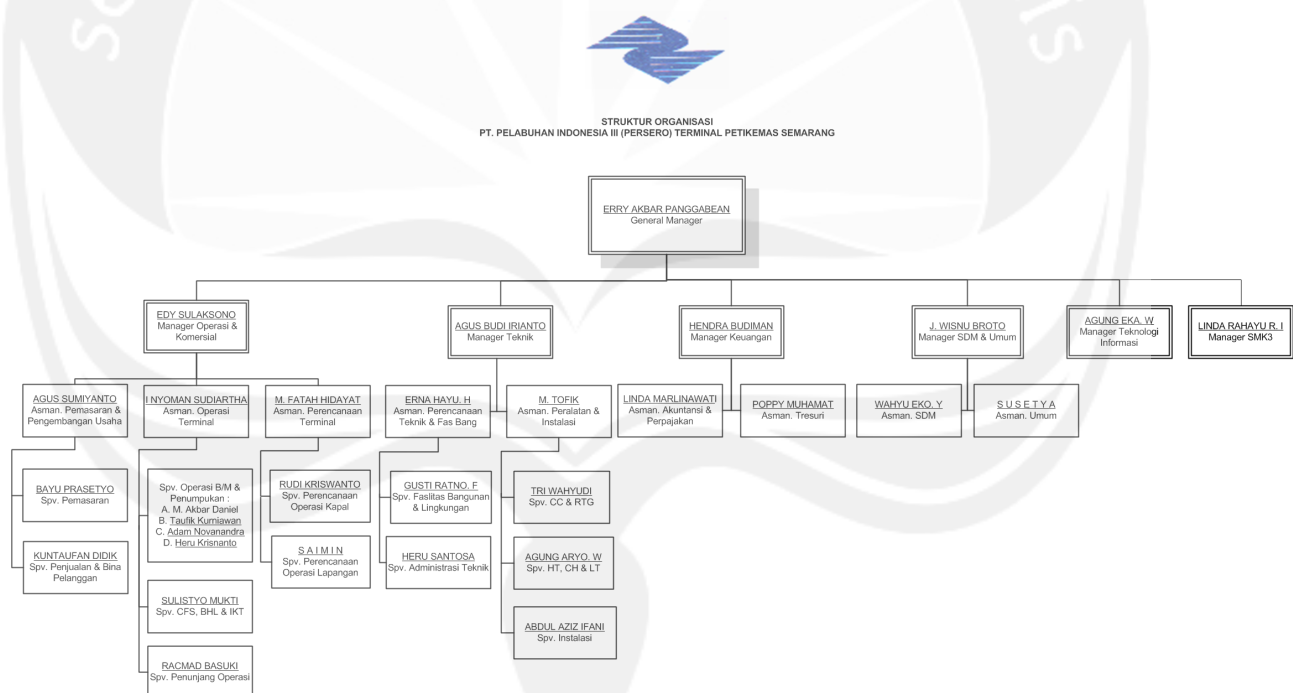 STRUKTUR ORGANISASI
PT. PELABUHAN INDONESIA III (PERSERO) TERMINAL PETIKEMAS SEMARANG
ERRY AKBAR PANGGABEAN
General Manager
EDY SULAKSONO
Manager Operasi &
Komersial
AGUS BUDI IRIANTO
Manager Teknik
HENDRA BUDIMAN
Manager Keuangan
J. WISNU BROTO
Manager SDM & Umum
AGUNG EKA. W
Manager Teknologi
Informasi
LINDA RAHAYU R. I
Manager SMK3
AGUS SUMIYANTO
Asman. Pemasaran &
Pengembangan Usaha
I NYOMAN SUDIARTHA
Asman. Operasi
Terminal
M. FATAH HIDAYAT
Asman. Perencanaan
Terminal
ERNA HAYU. H
Asman. Perencanaan
Teknik & Fas Bang
M. TOFIK
Asman. Peralatan &
Instalasi
LINDA MARLINAWATI
Asman. Akuntansi &
Perpajakan
POPPY MUHAMAT
Asman. Tresuri
WAHYU EKO. Y
Asman. SDM
S U S E T Y A
Asman. Umum
BAYU PRASETYO
Spv. Pemasaran
KUNTAUFAN DIDIK
Spv. Penjualan & Bina
Pelanggan
Spv. Operasi B/M &
Penumpukan :
A. M. Akbar Daniel
B. Taufik Kurniawan
C. Adam Novanandra
D. Heru Krisnanto
SULISTYO MUKTI
Spv. CFS, BHL & IKT
RACMAD BASUKI
Spv. Penunjang Operasi
RUDI KRISWANTO
Spv. Perencanaan
Operasi Kapal
S A I M I N
Spv. Perencanaan
Operasi Lapangan
GUSTI RATNO. F
Spv. Faslitas Bangunan
& Lingkungan
HERU SANTOSA
Spv. Administrasi Teknik
TRI WAHYUDI
Spv. CC & RTG
AGUNG ARYO. W
Spv. HT, CH & LT
ABDUL AZIZ IFANI
Spv. Instalasi